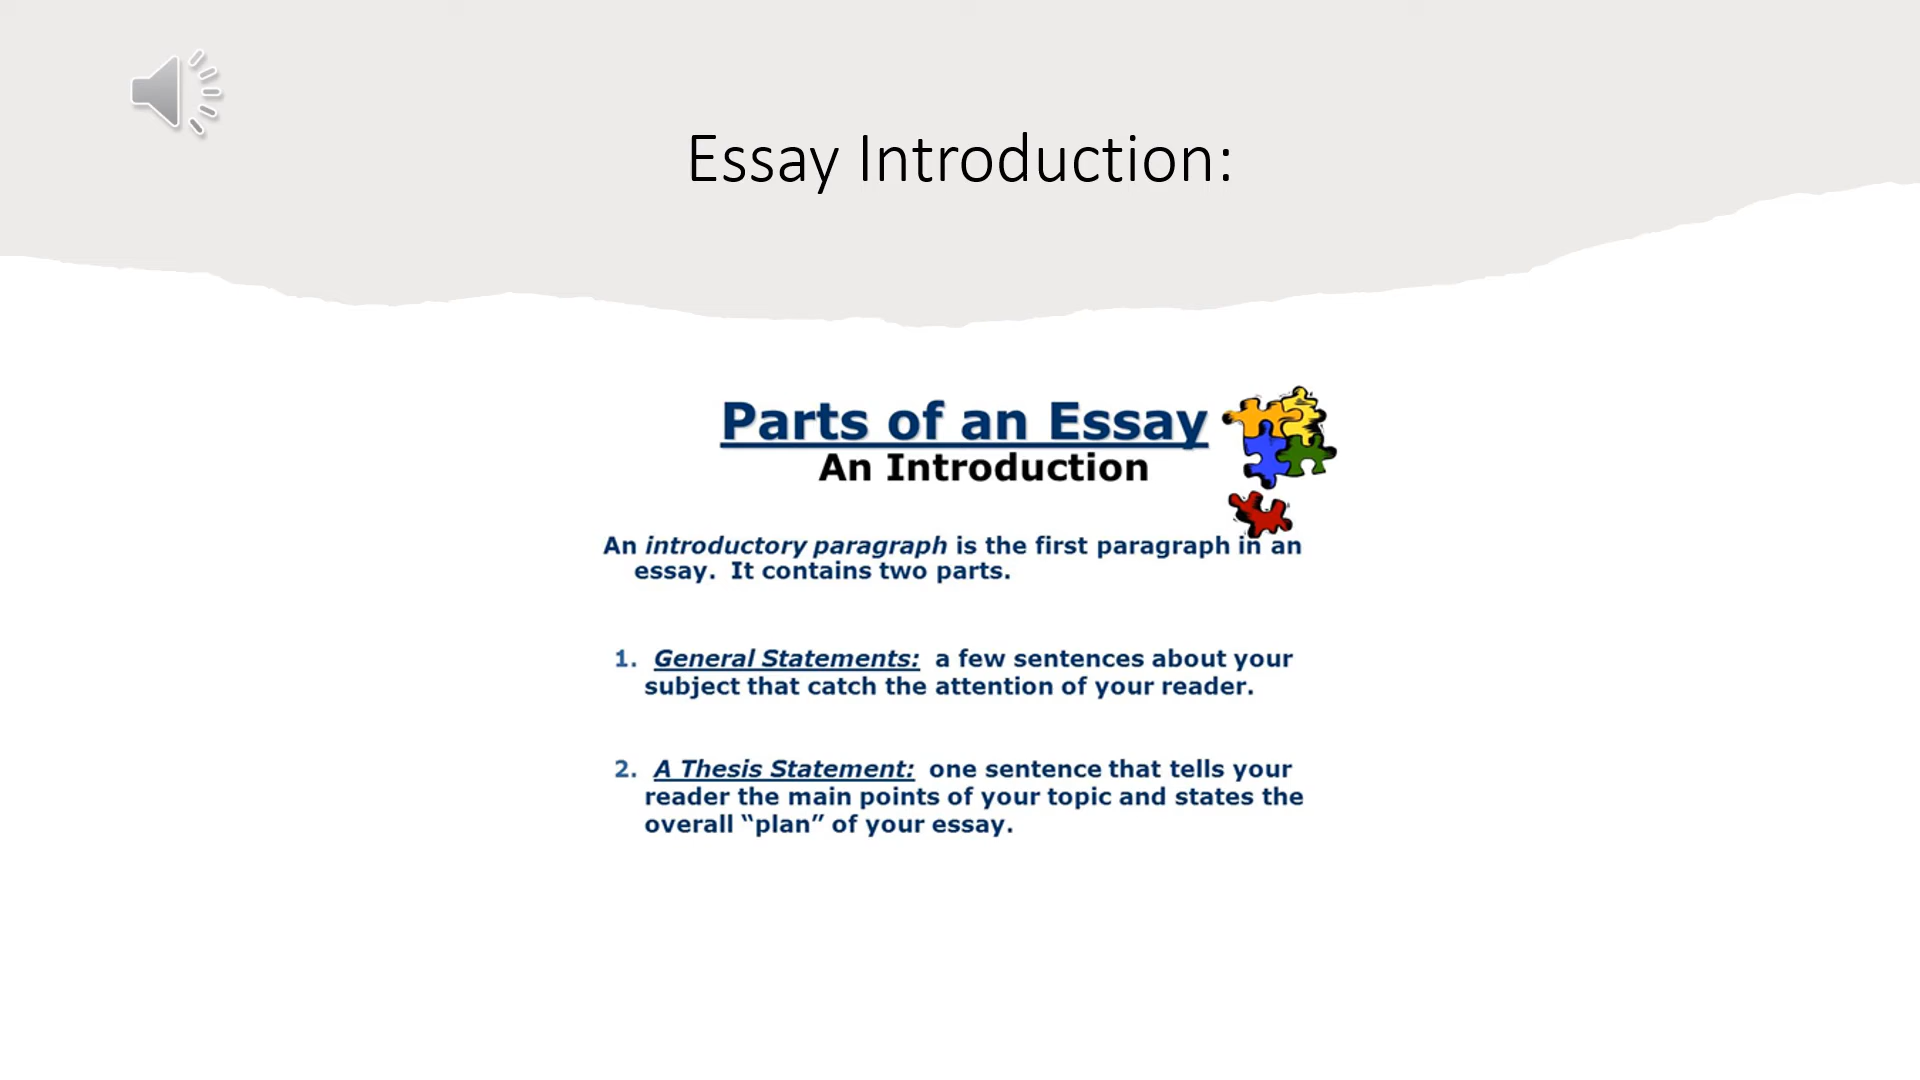 Essay Introduction:
Parts of an Essay
An Introduction
An introductory paragraph is the first paragraph in an
essay. It contains two parts.
1. General Statements: a few sentences about your
subject that catch the attention of your reader.
2. A Thesis Statement: one sentence that tells your
reader the main points of your topic and states the
overall “plan” of your essay.